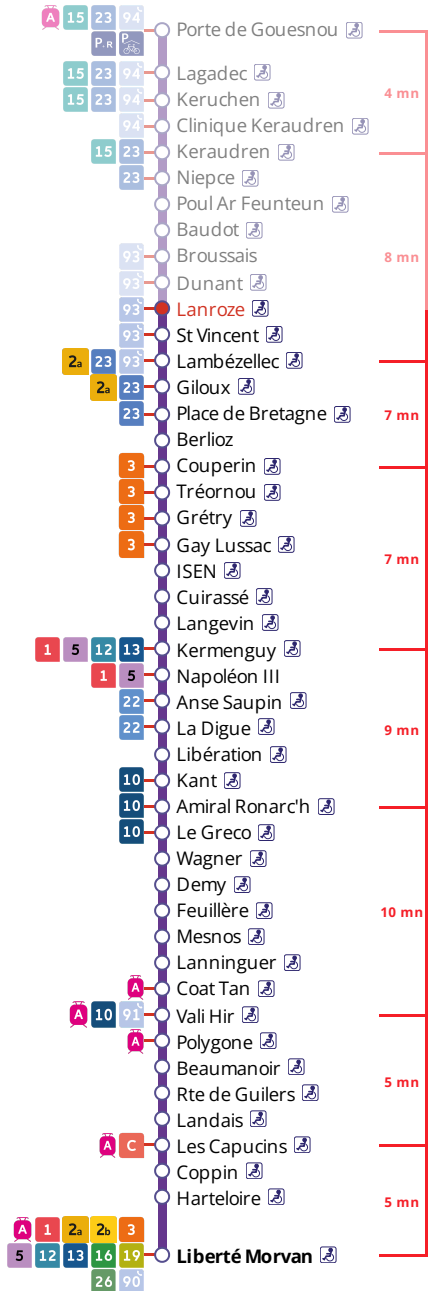 A 15 23 94 Porte de Gouesnou
P+R P
15 23 94 Lagadec
4 mn
15 23 94 Keruchen
94 Clinique Keraudren
15 23 Keraudren
23 Niepce
Poul Ar Feunteun
Baudot
93 Broussais
8 mn
93 Dunant
93 Lanroze
93 St Vincent
2a 23 93 Lambézellec
2a 23 Giloux
23 Place de Bretagne
7 mn
Berlioz
3 Couperin
3 Tréornou
3 Grétry
3 Gay Lussac
7 mn
ISEN
Cuirassé
Langevin
1 5 12 13 Kermenguy
1 5 Napoléon III
22 Anse Saupin
22 La Digue
9 mn
Libération
10 Kant
10 Amiral Ronarc'h
10 Le Greco
Wagner
Demy
Feuillère
10 mn
Mesnos
Lanninguer
A Coat Tan
A 10 91 Vali Hir
A Polygone
Beaumanoir
5 mn
Rte de Guilers
Landais
A C Les Capucins
Coppin
Harteloire
5 mn
A 1 2a 2b 3
5 12 13 16 19 Liberté Morvan
26 90